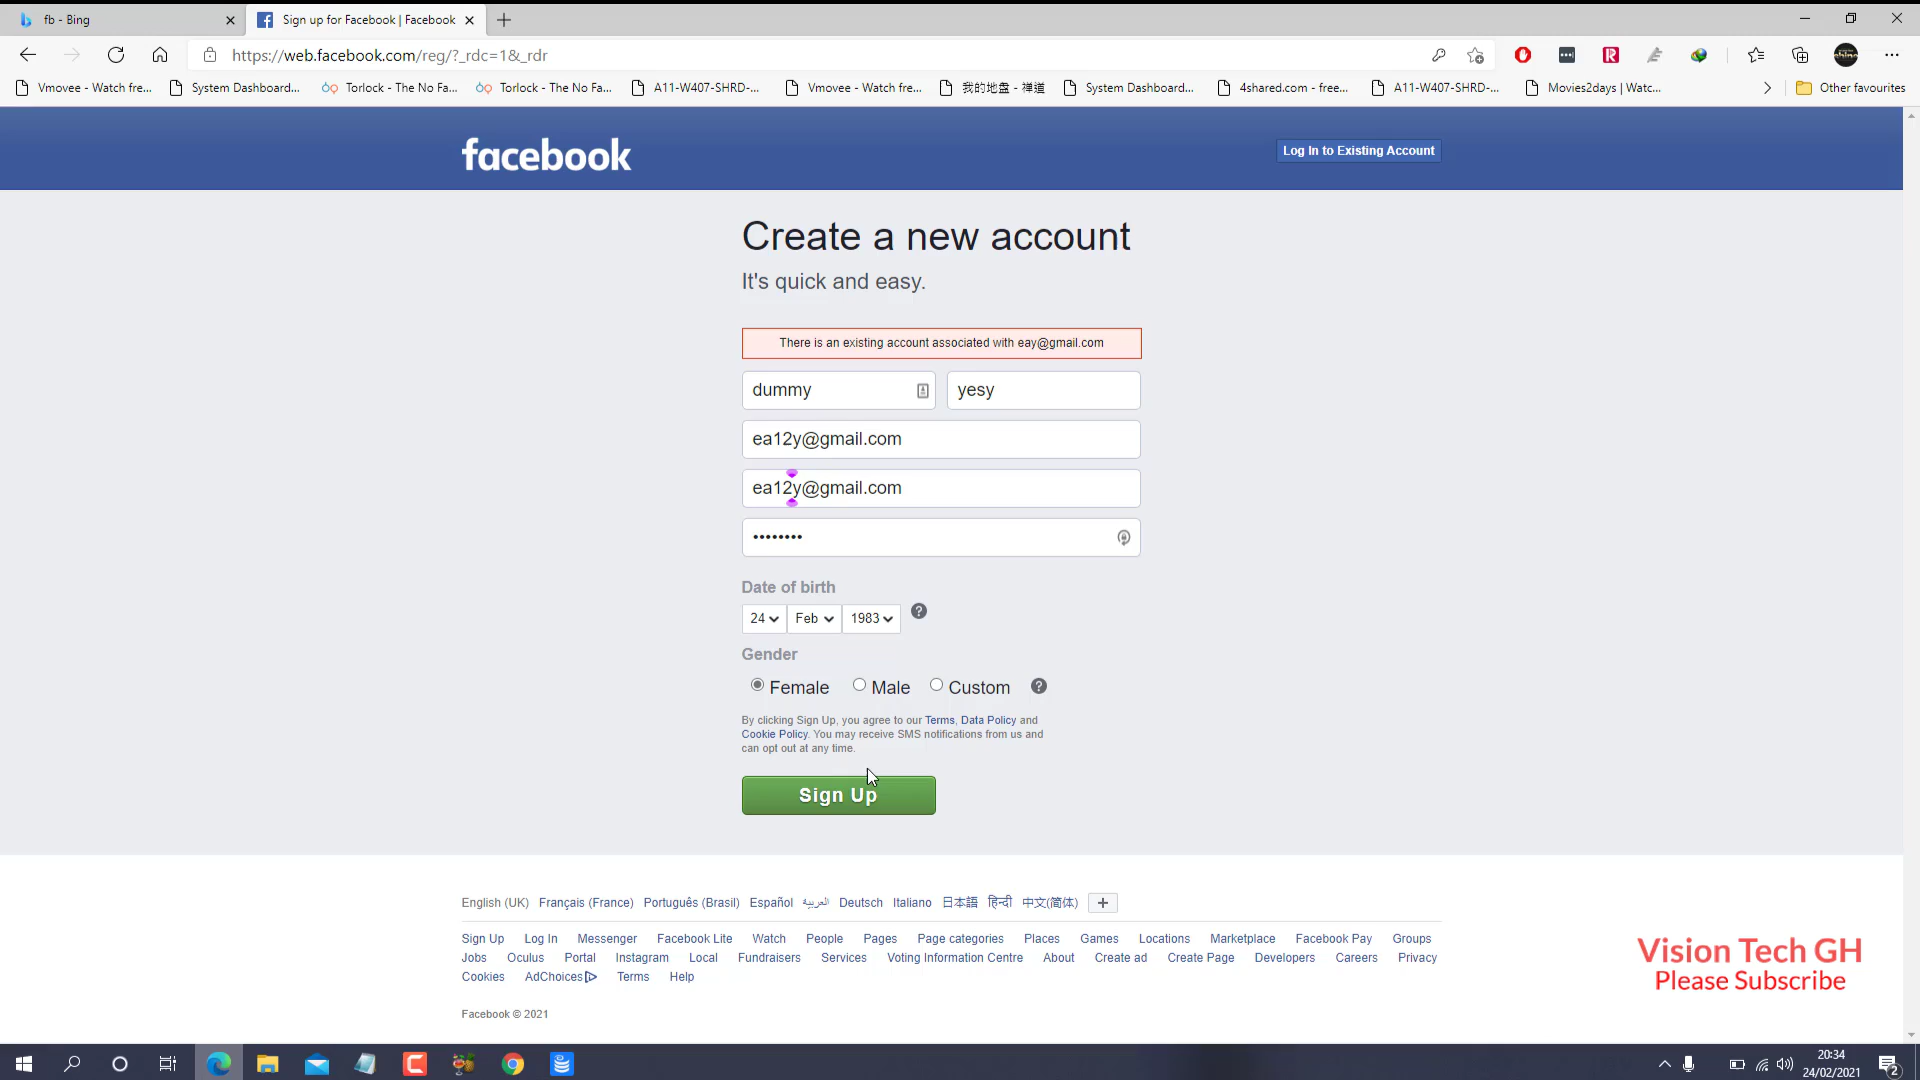 fb - Bing
Sign up for Facebook | Facebook
https://web.facebook.com/reg/?_rdc=1&_rdr
Vmovee - Watch fre...
System Dashboard...
Torlock - The No Fa...
Torlock - The No Fa...
A11-W407-SHRD-...
Vmovee - Watch fre...
我的地盘 - 禅道
System Dashboard...
4shared.com - free...
A11-W407-SHRD-...
Movies2days | Watc...
Other favourites
facebook
Log In to Existing Account
Create a new account
It's quick and easy.
There is an existing account associated with eay@gmail.com
dummy
yesy
ea12y@gmail.com
ea12y@gmail.com
••••••••
Date of birth
24 Feb 1983
Gender
Female Male Custom
By clicking Sign Up, you agree to our Terms, Data Policy and
Cookie Policy. You may receive SMS notifications from us and
can opt out at any time.
Sign Up
English (UK) Français (France) Português (Brasil) Español العربية Deutsch Italiano 日本語 हिन्दी 中文(简体) +
Sign Up Log In Messenger Facebook Lite Watch People Pages Page categories Places Games Locations Marketplace Facebook Pay Groups
Jobs Oculus Portal Instagram Local Fundraisers Services Voting Information Centre About Create ad Create Page Developers Careers Privacy
Cookies AdChoices Terms Help
Facebook © 2021
Vision Tech GH
Please Subscribe
20:34
24/02/2021
2